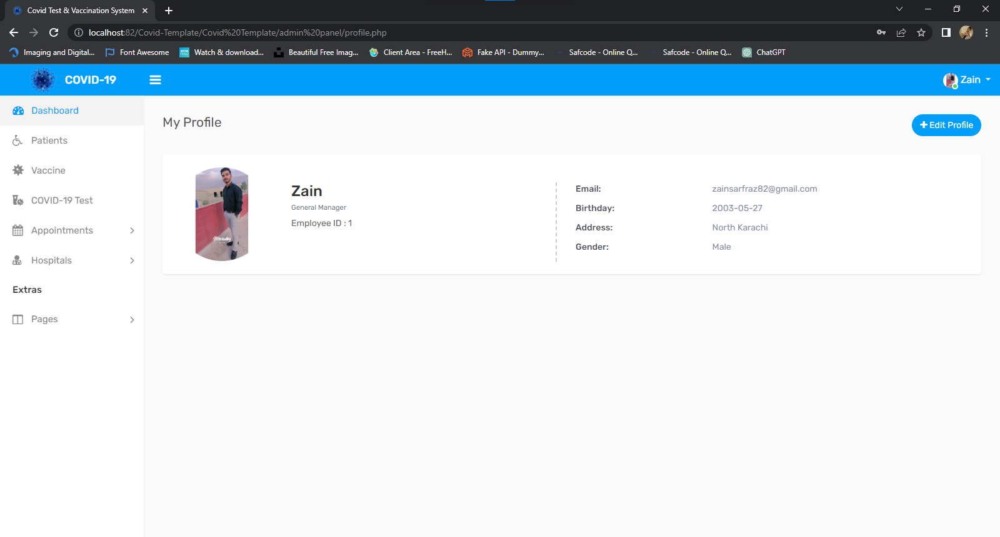 Covid Test & Vaccination System
localhost:82/Covid-Template/Covid%20Template/admin%20panel/profile.php
Imaging and Digital...
Font Awesome
eros now
Watch & download...
Beautiful Free Imag...
Client Area - FreeH...
Fake API - Dummy...
Safcode - Online Q...
Safcode - Online Q...
ChatGPT
COVID-19
Zain
Dashboard
Patients
Vaccine
COVID-19 Test
Appointments
Hospitals
Extras
Pages
My Profile
Edit Profile
Zain
General Manager
Employee ID : 1
Email: zainsarfraz82@gmail.com
Birthday: 2003-05-27
Address: North Karachi
Gender: Male